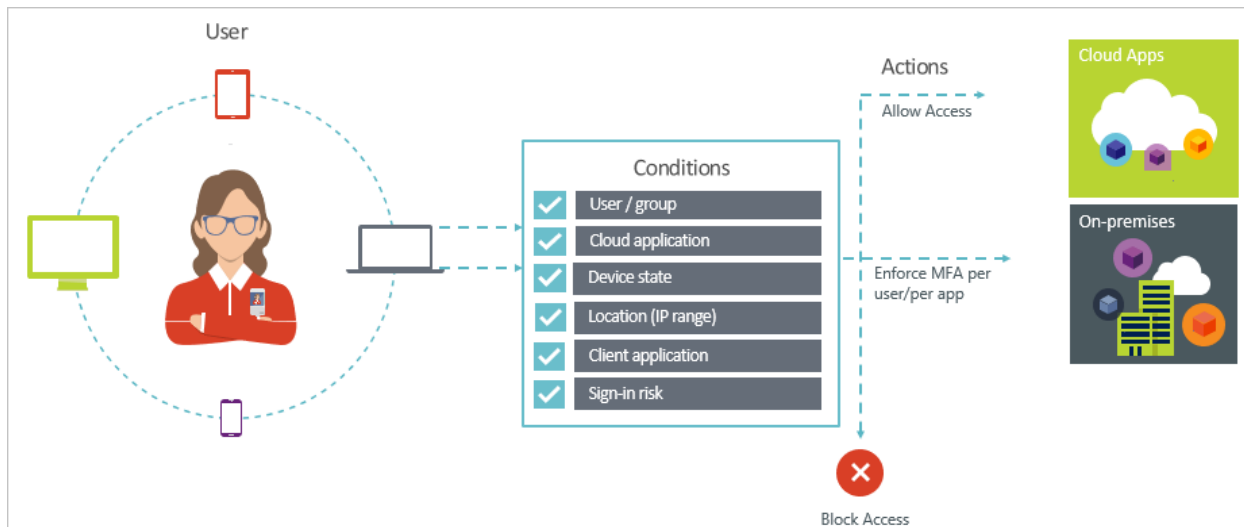 User
Conditions
User / group
Cloud application
Device state
Location (IP range)
Client application
Sign-in risk
Actions
Allow Access
Enforce MFA per
user/per app
Block Access
Cloud Apps
On-premises